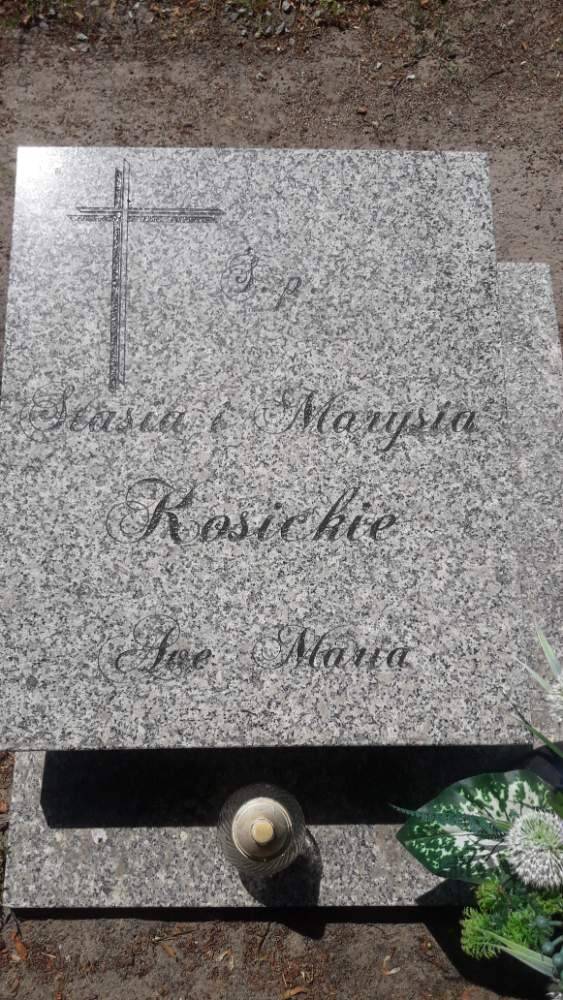 Ś. p.
Stasia i Marysia
Kosickie
Ave Maria